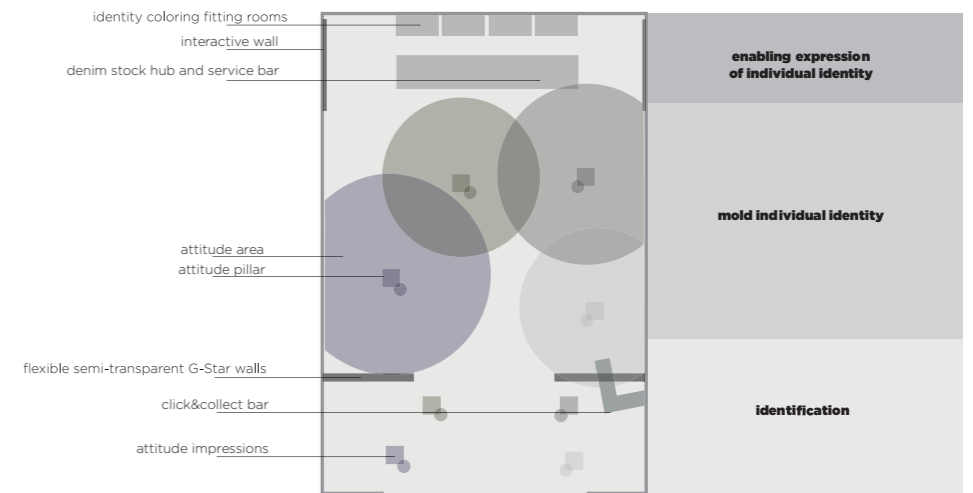 identity coloring fitting rooms
interactive wall
denim stock hub and service bar
attitude area
attitude pillar
flexible semi-transparent G-Star walls
click&collect bar
attitude impressions
enabling expression
of individual identity
mold individual identity
identification